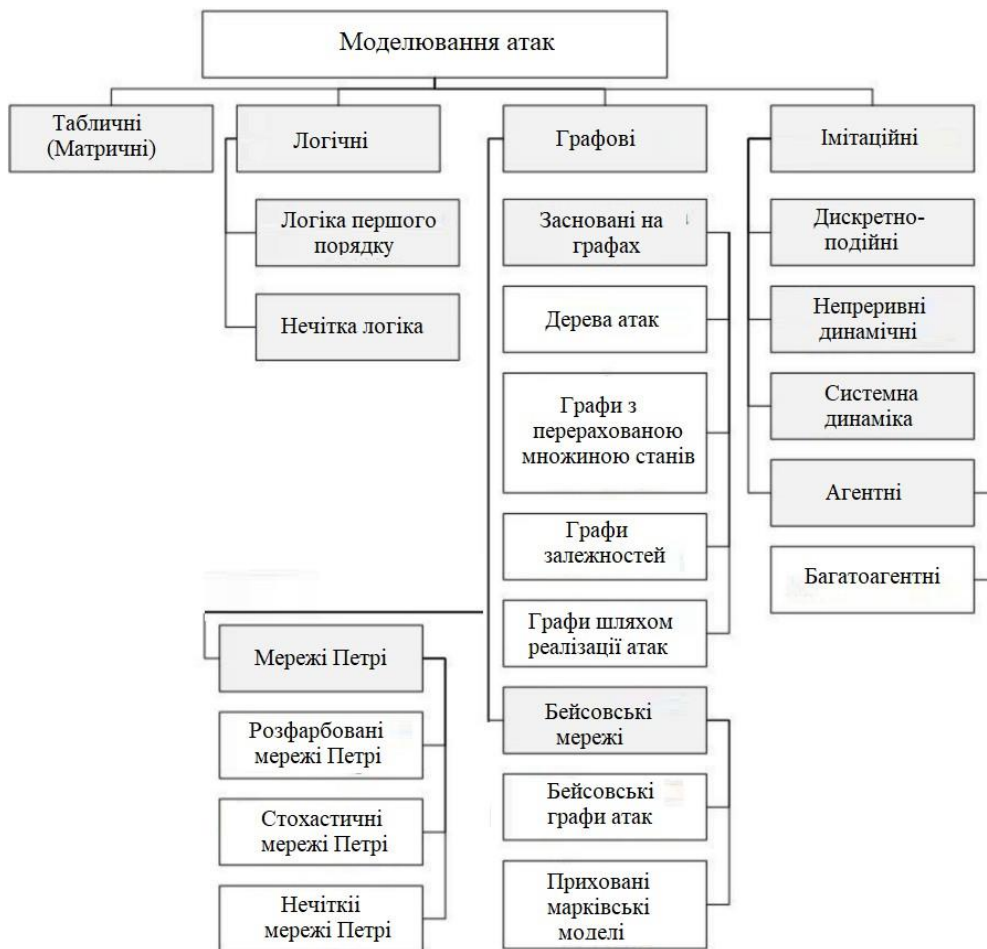 Моделювання атак
Табличні
(Матричні)
Логічні
Графові
Імітаційні
Логіка першого
порядку
Нечітка логіка
Засновані на
графах
Дерева атак
Графи з
перерахованою
множиною станів
Графи
залежностей
Графи шляхом
реалізації атак
Дискретно-
подійні
Непреривні
динамічні
Системна
динаміка
Агентні
Багатоагентні
Мережі Петрі
Розфарбовані
мережі Петрі
Стохастичні
мережі Петрі
Нечіткіі
мережі Петрі
Бейсовські
мережі
Бейсовські
графи атак
Приховані
марківські
моделі